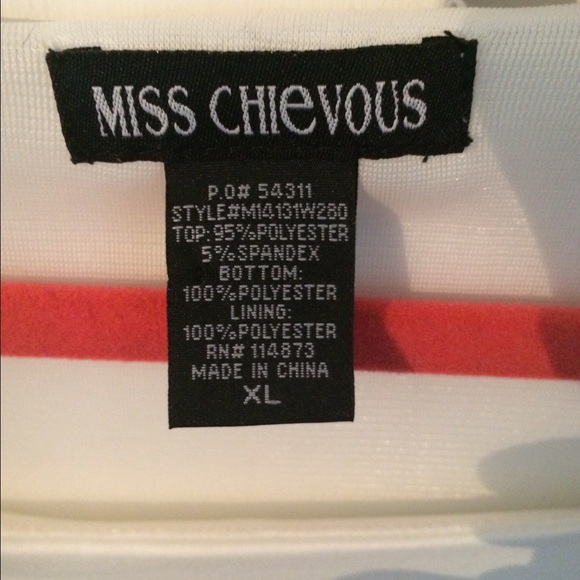 MISS CHIeVOUS
P.O# 54311
STYLE#M14131W280
TOP: 95%POLYESTER
5%SPANDEX
BOTTOM:
100%POLYESTER
LINING:
100%POLYESTER
RN# 114873
MADE IN CHINA
XL